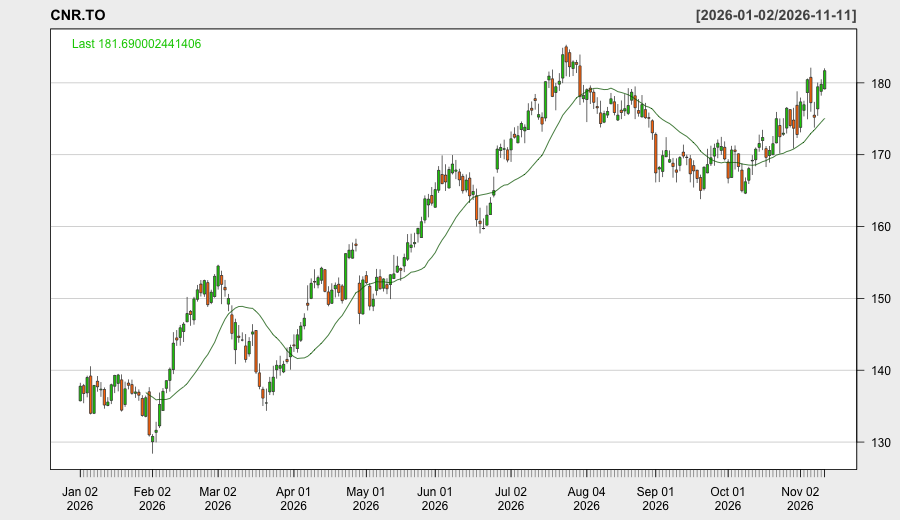 CNR.TO [2026-01-02/2026-11-11]
Last 181.690002441406
180
170
160
150
140
130
Jan 02 Feb 02 Mar 02 Apr 01 May 01 Jun 01 Jul 02 Aug 04 Sep 01 Oct 01 Nov 02
2026 2026 2026 2026 2026 2026 2026 2026 2026 2026 2026